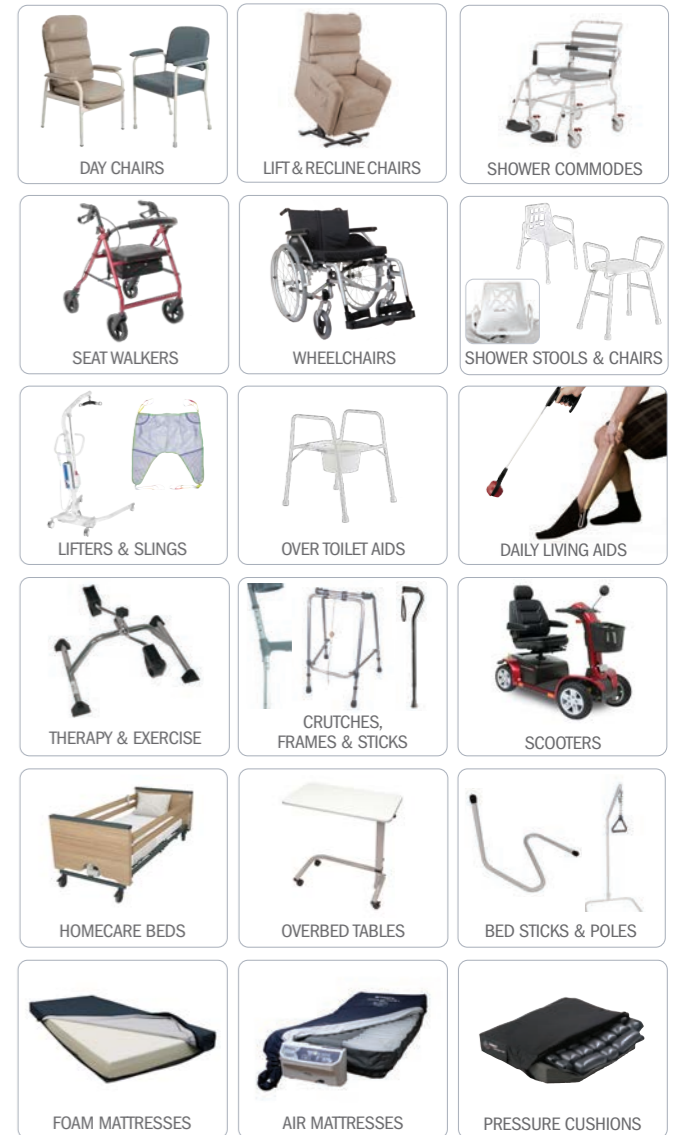 DAY CHAIRS
LIFT & RECLINE CHAIRS
SHOWER COMMODES
SEAT WALKERS
WHEELCHAIRS
SHOWER STOOLS & CHAIRS
LIFTERS & SLINGS
OVER TOILET AIDS
DAILY LIVING AIDS
THERAPY & EXERCISE
CRUTCHES,
FRAMES & STICKS
SCOOTERS
HOMECARE BEDS
OVERBED TABLES
BED STICKS & POLES
FOAM MATTRESSES
AIR MATTRESSES
PRESSURE CUSHIONS